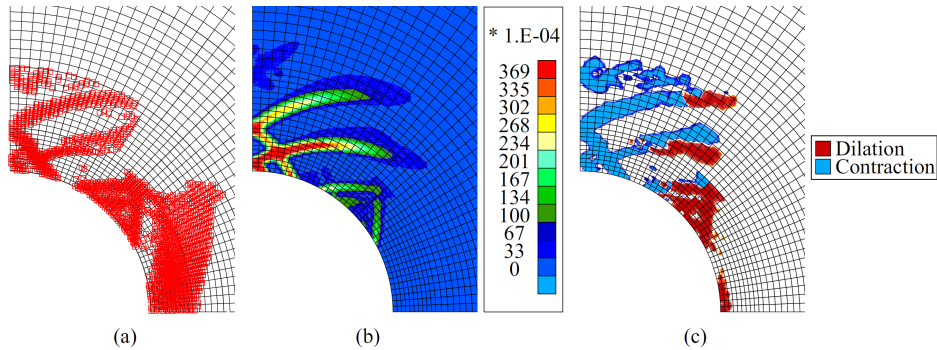 * 1.E-04
369
335
302
268
234
201
167
134
100
67
33
0
Dilation
Contraction
(a)
(b)
(c)